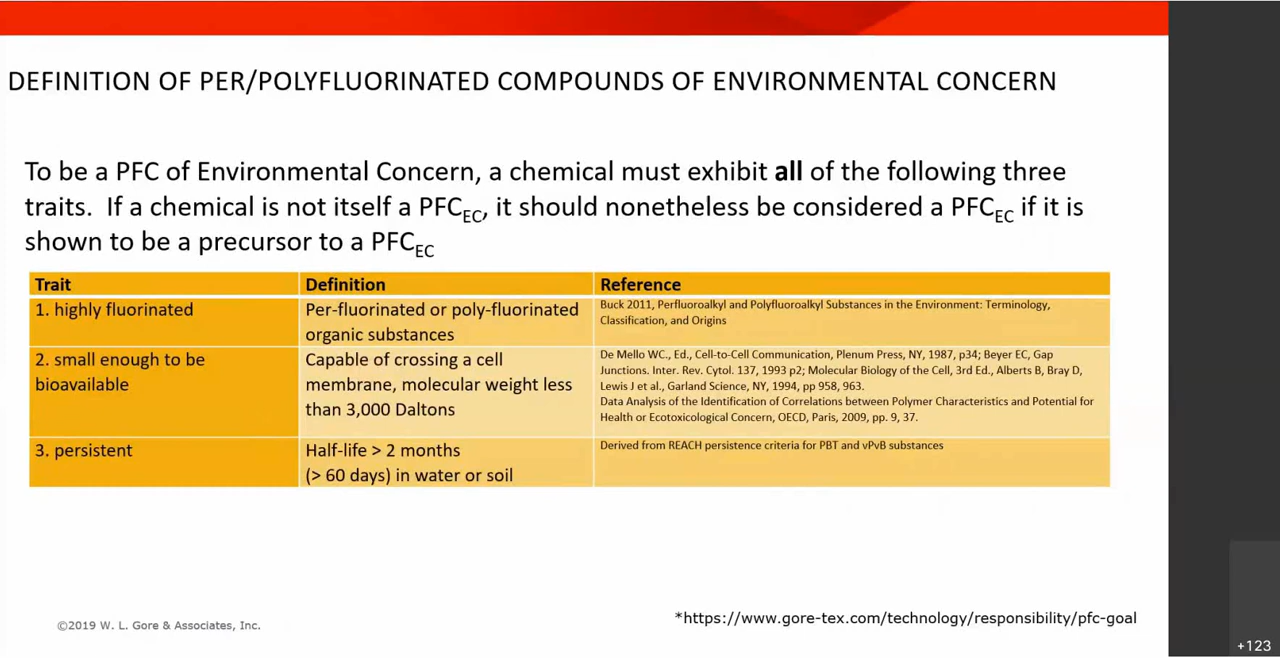 DEFINITION OF PER/POLYFLUORINATED COMPOUNDS OF ENVIRONMENTAL CONCERN
To be a PFC of Environmental Concern, a chemical must exhibit all of the following three
traits. If a chemical is not itself a PFCEC, it should nonetheless be considered a PFCEC if it is
shown to be a precursor to a PFCEC
Trait
Definition
Reference
1. highly fluorinated
Per-fluorinated or poly-fluorinated
organic substances
Buck 2011, Perfluoroalkyl and Polyfluoroalkyl Substances in the Environment: Terminology,
Classification, and Origins
2. small enough to be
bioavailable
Capable of crossing a cell
membrane, molecular weight less
than 3,000 Daltons
De Mello WC., Ed., Cell-to-Cell Communication, Plenum Press, NY, 1987, p34; Beyer EC, Gap
Junctions. Inter. Rev. Cytol. 137, 1993 p2; Molecular Biology of the Cell, 3rd Ed., Alberts B, Bray D,
Lewis J et al., Garland Science, NY, 1994, pp 958, 963.
Data Analysis of the Identification of Correlations between Polymer Characteristics and Potential for
Health or Ecotoxicological Concern, OECD, Paris, 2009, pp. 9, 37.
3. persistent
Half-life > 2 months
(> 60 days) in water or soil
Derived from REACH persistence criteria for PBT and vPvB substances
©2019 W. L. Gore & Associates, Inc.
*https://www.gore-tex.com/technology/responsibility/pfc-goal
+123